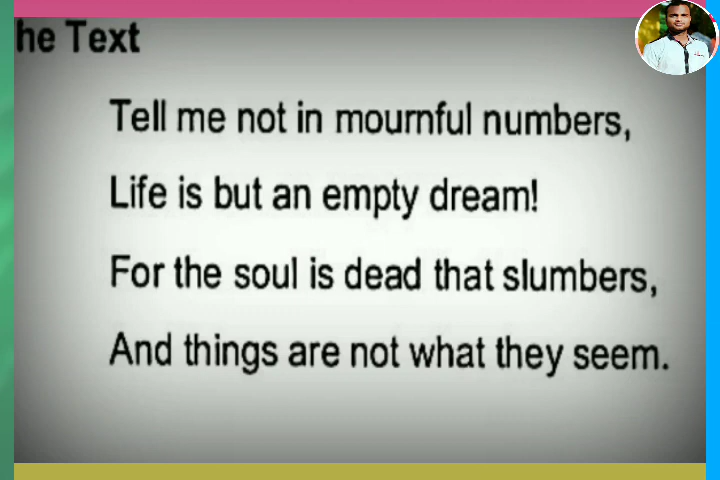 he Text
Tell me not in mournful numbers,
Life is but an empty dream!
For the soul is dead that slumbers,
And things are not what they seem.